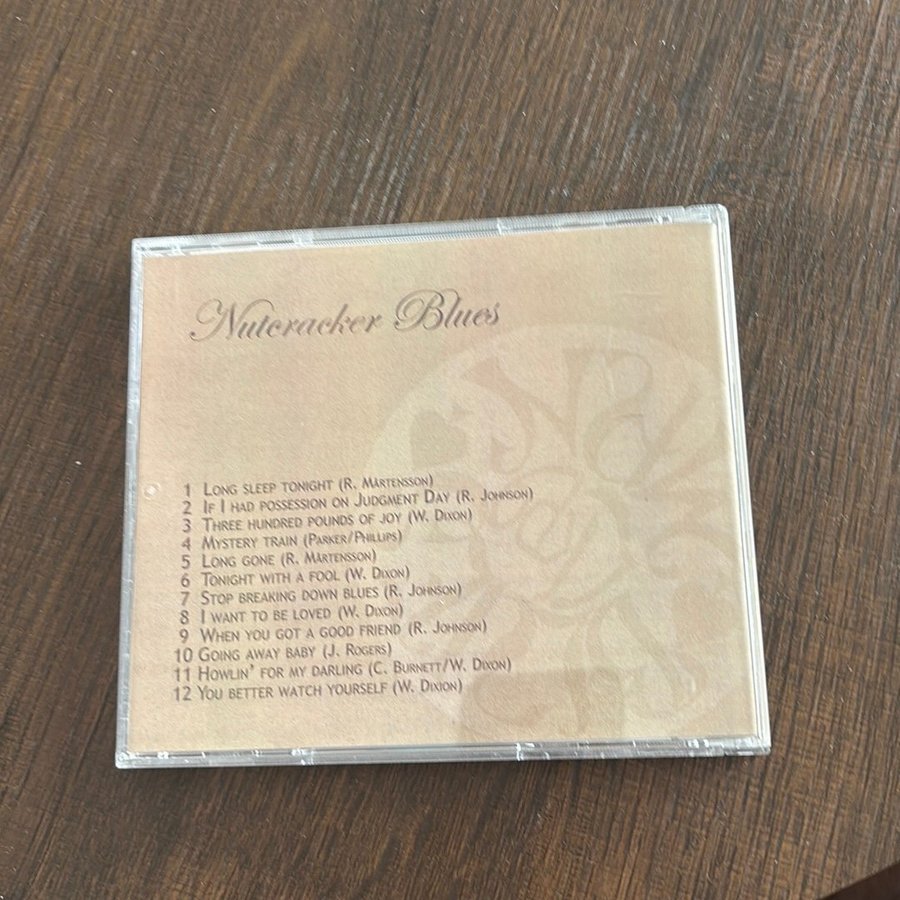 Nutcracker Blues
1 Long sleep tonight (R. Martensson)
2 If I had possession on Judgment Day (R. Johnson)
3 Three hundred pounds of joy (W. Dixon)
4 Mystery train (Parker/Phillips)
5 Long gone (R. Martensson)
6 Tonight with a fool (W. Dixon)
7 Stop breaking down blues (R. Johnson)
8 I want to be loved (W. Dixon)
9 When you got a good friend (R. Johnson)
10 Going away baby (J. Rogers)
11 Howlin' for my darling (C. Burnett/W. Dixon)
12 You better watch yourself (W. Dixion)